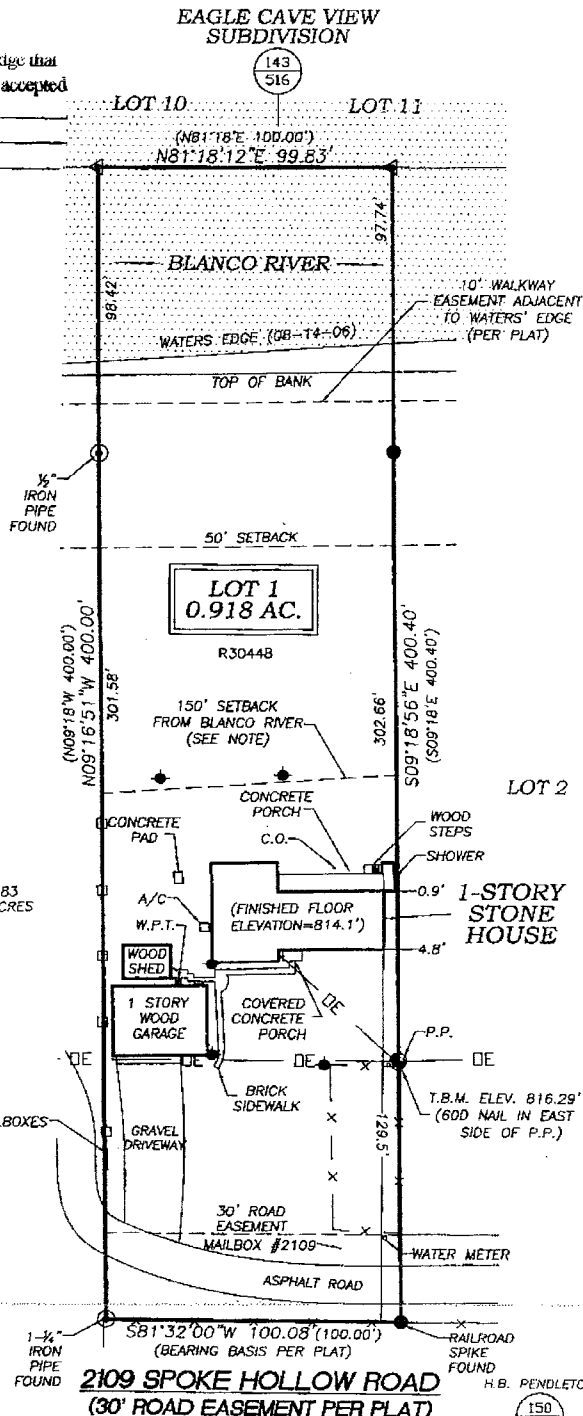 EAGLE CAVE VIEW
SUBDIVISION
143
516
accepted
LOT 10
LOT 11
(N81°18'E 100.00')
N81°18'12"E 99.83'
97.74'
98.42'
BLANCO RIVER
10' WALKWAY
EASEMENT ADJACENT
TO WATERS' EDGE
(PER PLAT)
WATERS EDGE (08-14-06)
TOP OF BANK
½"
IRON
PIPE
FOUND
50' SETBACK
LOT 1
0.918 AC.
R30448
(N09°18'W 400.00')
N09°16'51"W 400.00'
301.58'
S09°18'56"E 400.40'
(S09°18'E 400.40')
302.66'
150' SETBACK
FROM BLANCO RIVER
(SEE NOTE)
LOT 2
CONCRETE
PORCH
CONCRETE
PAD
C.O.
WOOD
STEPS
SHOWER
83
CRES
A/C
W.P.T.
(FINISHED FLOOR
ELEVATION=814.1')
0.9'
1-STORY
STONE
HOUSE
4.8'
WOOD
SHED
1 STORY
WOOD
GARAGE
COVERED
CONCRETE
PORCH
OE
P.P.
OE
OE
OE
OE
BRICK
SIDEWALK
T.B.M. ELEV. 816.29'
(60D NAIL IN EAST
SIDE OF P.P.)
BOXES
GRAVEL
DRIVEWAY
129.5'
30' ROAD
EASEMENT
MAILBOX #2109
WATER METER
ASPHALT ROAD
1-¼"
IRON
PIPE
FOUND
S81°32'00"W 100.08'(100.00')
(BEARING BASIS PER PLAT)
RAILROAD
SPIKE
FOUND
2109 SPOKE HOLLOW ROAD
(30' ROAD EASEMENT PER PLAT)
H.B. PENDLETO
150